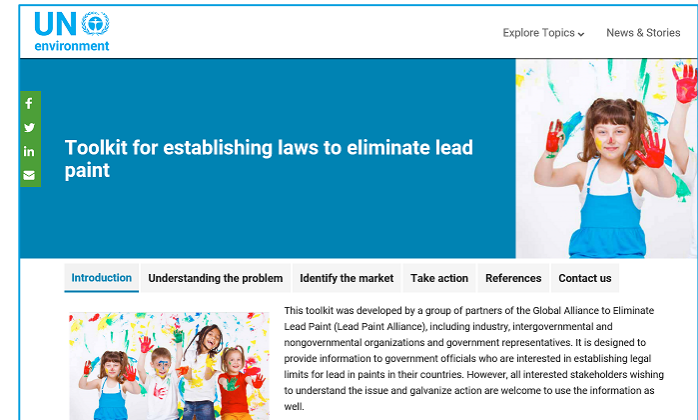 UN
environment
Explore Topics
News & Stories
Toolkit for establishing laws to eliminate lead
paint
Introduction
Understanding the problem
Identify the market
Take action
References
Contact us
This toolkit was developed by a group of partners of the Global Alliance to Eliminate
Lead Paint (Lead Paint Alliance), including industry, intergovernmental and
nongovernmental organizations and government representatives. It is designed to
provide information to government officials who are interested in establishing legal
limits for lead in paints in their countries. However, all interested stakeholders wishing
to understand the issue and galvanize action are welcome to use the information as
well.